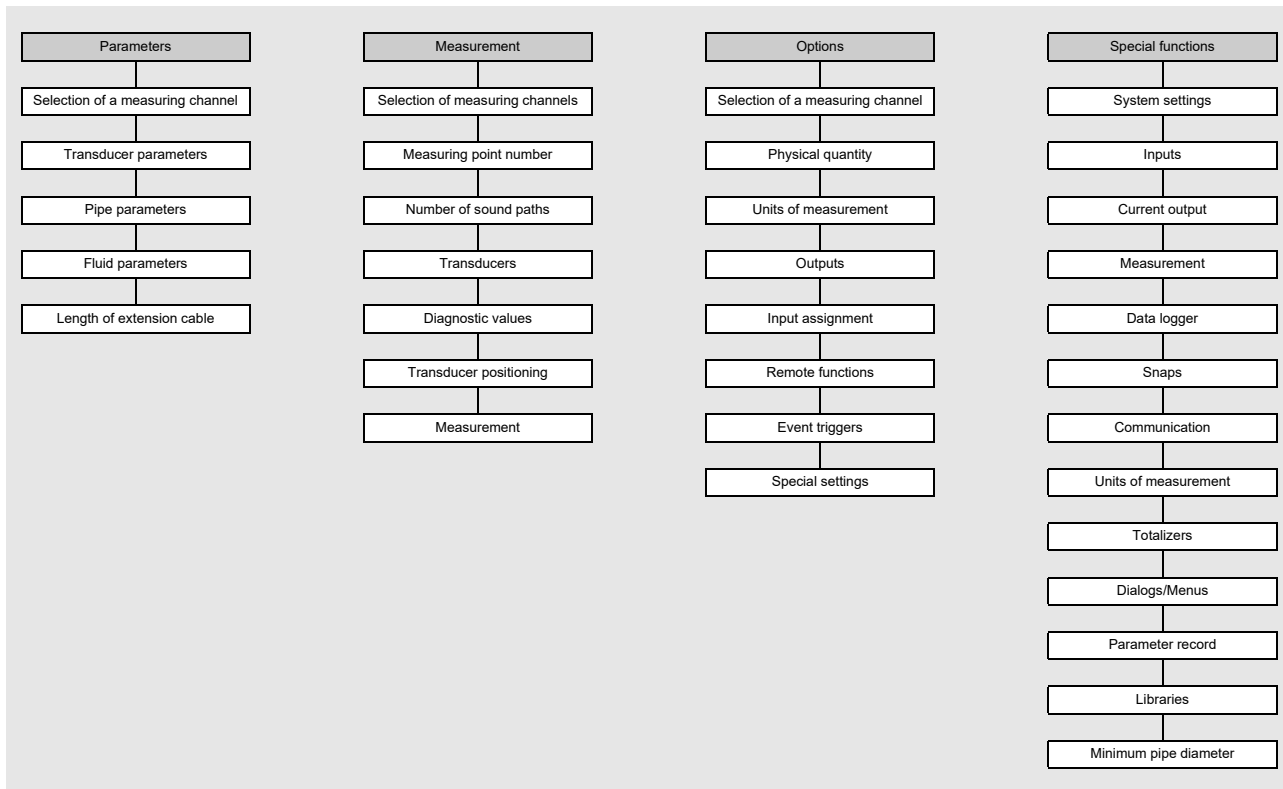 Parameters
Selection of a measuring channel
Transducer parameters
Pipe parameters
Fluid parameters
Length of extension cable
Measurement
Selection of measuring channels
Measuring point number
Number of sound paths
Transducers
Diagnostic values
Transducer positioning
Measurement
Options
Selection of a measuring channel
Physical quantity
Units of measurement
Outputs
Input assignment
Remote functions
Event triggers
Special settings
Special functions
System settings
Inputs
Current output
Measurement
Data logger
Snaps
Communication
Units of measurement
Totalizers
Dialogs/Menus
Parameter record
Libraries
Minimum pipe diameter